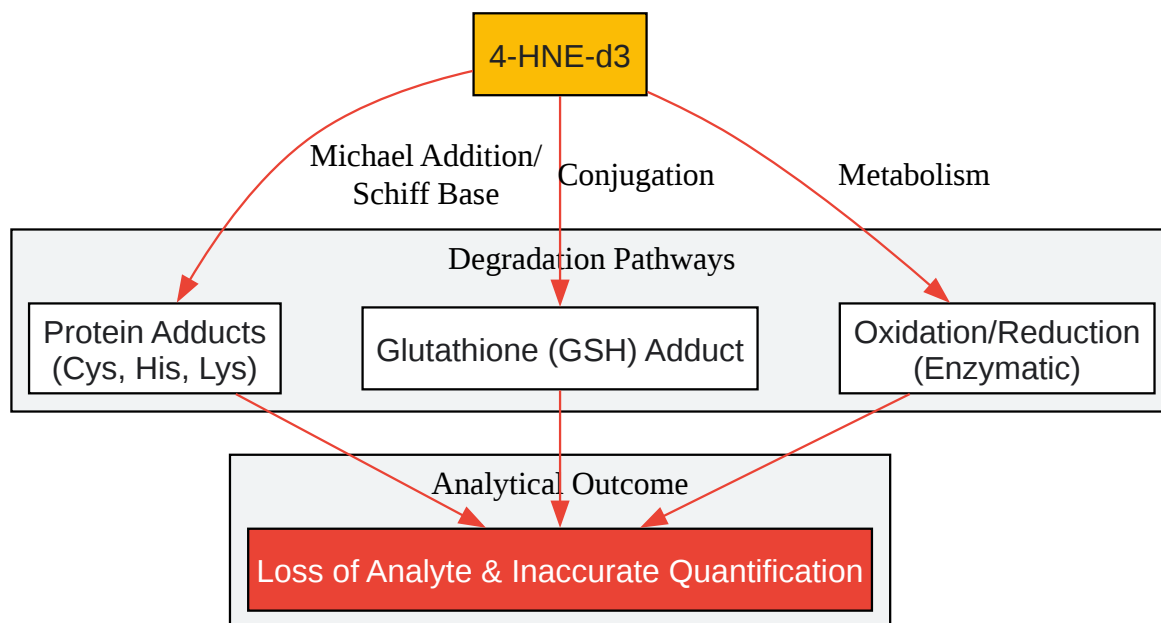 4-HNE-d3
Michael Addition/
Schiff Base
Conjugation
Metabolism
Degradation Pathways
Protein Adducts
(Cys, His, Lys)
Glutathione (GSH) Adduct
Oxidation/Reduction
(Enzymatic)
Analytical Outcome
Loss of Analyte & Inaccurate Quantification